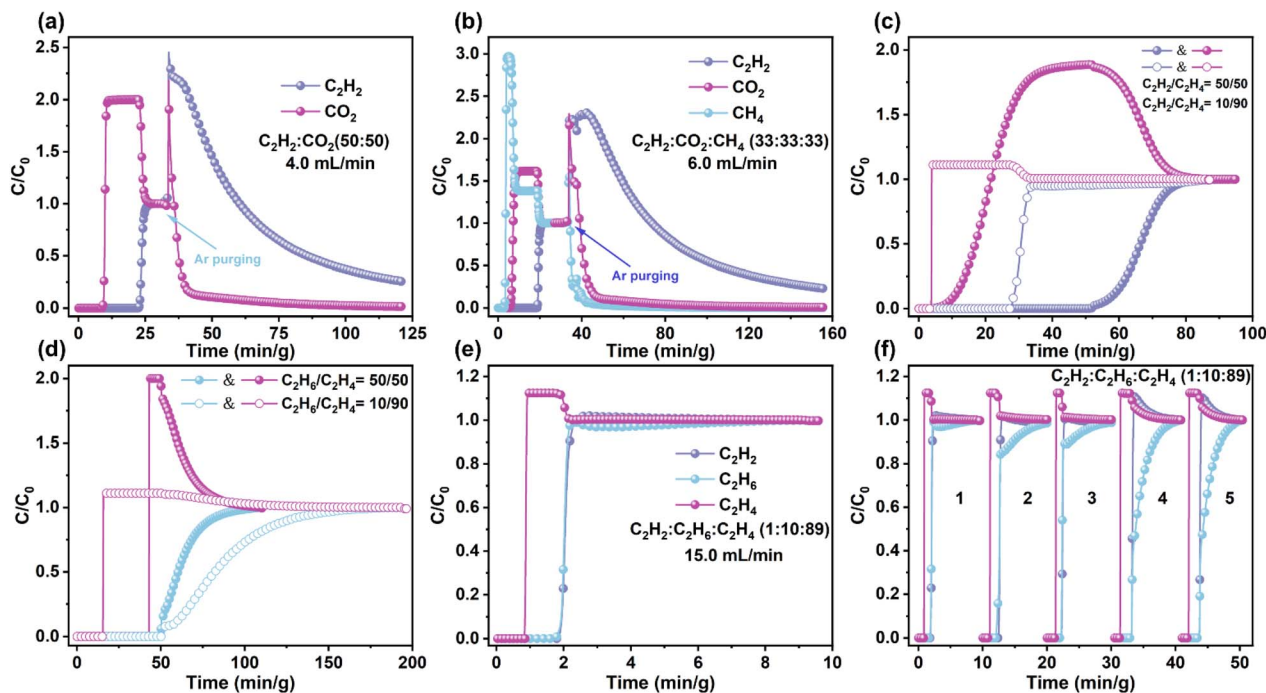 (a)
2.5
2.0
1.5
1.0
0.5
0.0
C/C₀
C₂H₂
CO₂
C₂H₂:CO₂(50:50)
4.0 mL/min
Ar purging
0 25 50 75 100 125
Time (min/g)
(b)
3.0
2.5
2.0
1.5
1.0
0.5
0.0
C/C₀
C₂H₂
CO₂
CH₄
C₂H₂:CO₂:CH₄ (33:33:33)
6.0 mL/min
Ar purging
0 40 80 120 160
Time (min/g)
(c)
2.0
1.5
1.0
0.5
0.0
C/C₀
&
&
C₂H₂/C₂H₄= 50/50
C₂H₂/C₂H₄= 10/90
0 20 40 60 80 100
Time (min/g)
(d)
2.0
1.5
1.0
0.5
0.0
C/C₀
& C₂H₆/C₂H₄= 50/50
& C₂H₆/C₂H₄= 10/90
0 50 100 150 200
Time (min/g)
(e)
1.2
1.0
0.8
0.6
0.4
0.2
0.0
C/C₀
C₂H₂
C₂H₆
C₂H₄
C₂H₂:C₂H₆:C₂H₄ (1:10:89)
15.0 mL/min
0 2 4 6 8 10
Time (min/g)
(f)
C₂H₂:C₂H₆:C₂H₄ (1:10:89)
1.2
1.0
0.8
0.6
0.4
0.2
0.0
C/C₀
1 2 3 4 5
0 10 20 30 40 50
Time (min/g)